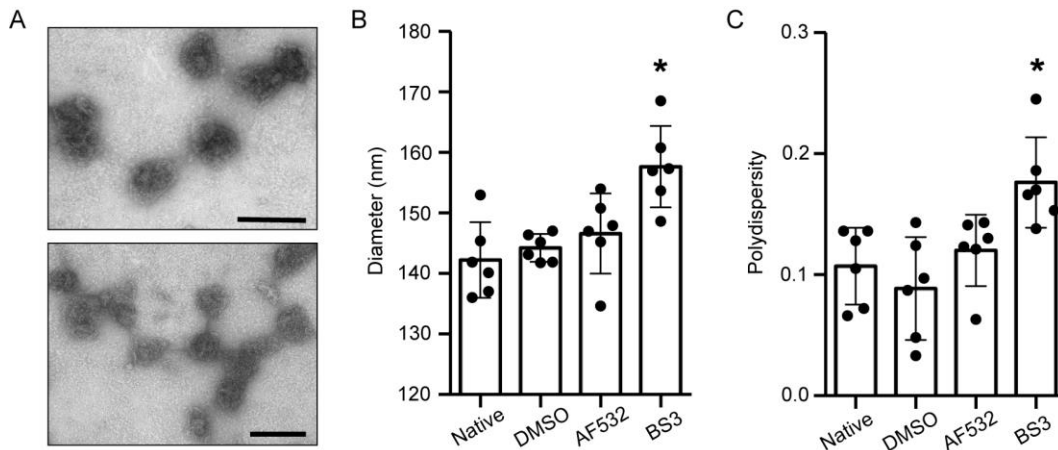 A
B
C
Diameter (nm)
180
170
160
150
140
130
120
*
Native
DMSO
AF532
BS3
Polydispersity
0.3
0.2
0.1
0.0
*
Native
DMSO
AF532
BS3